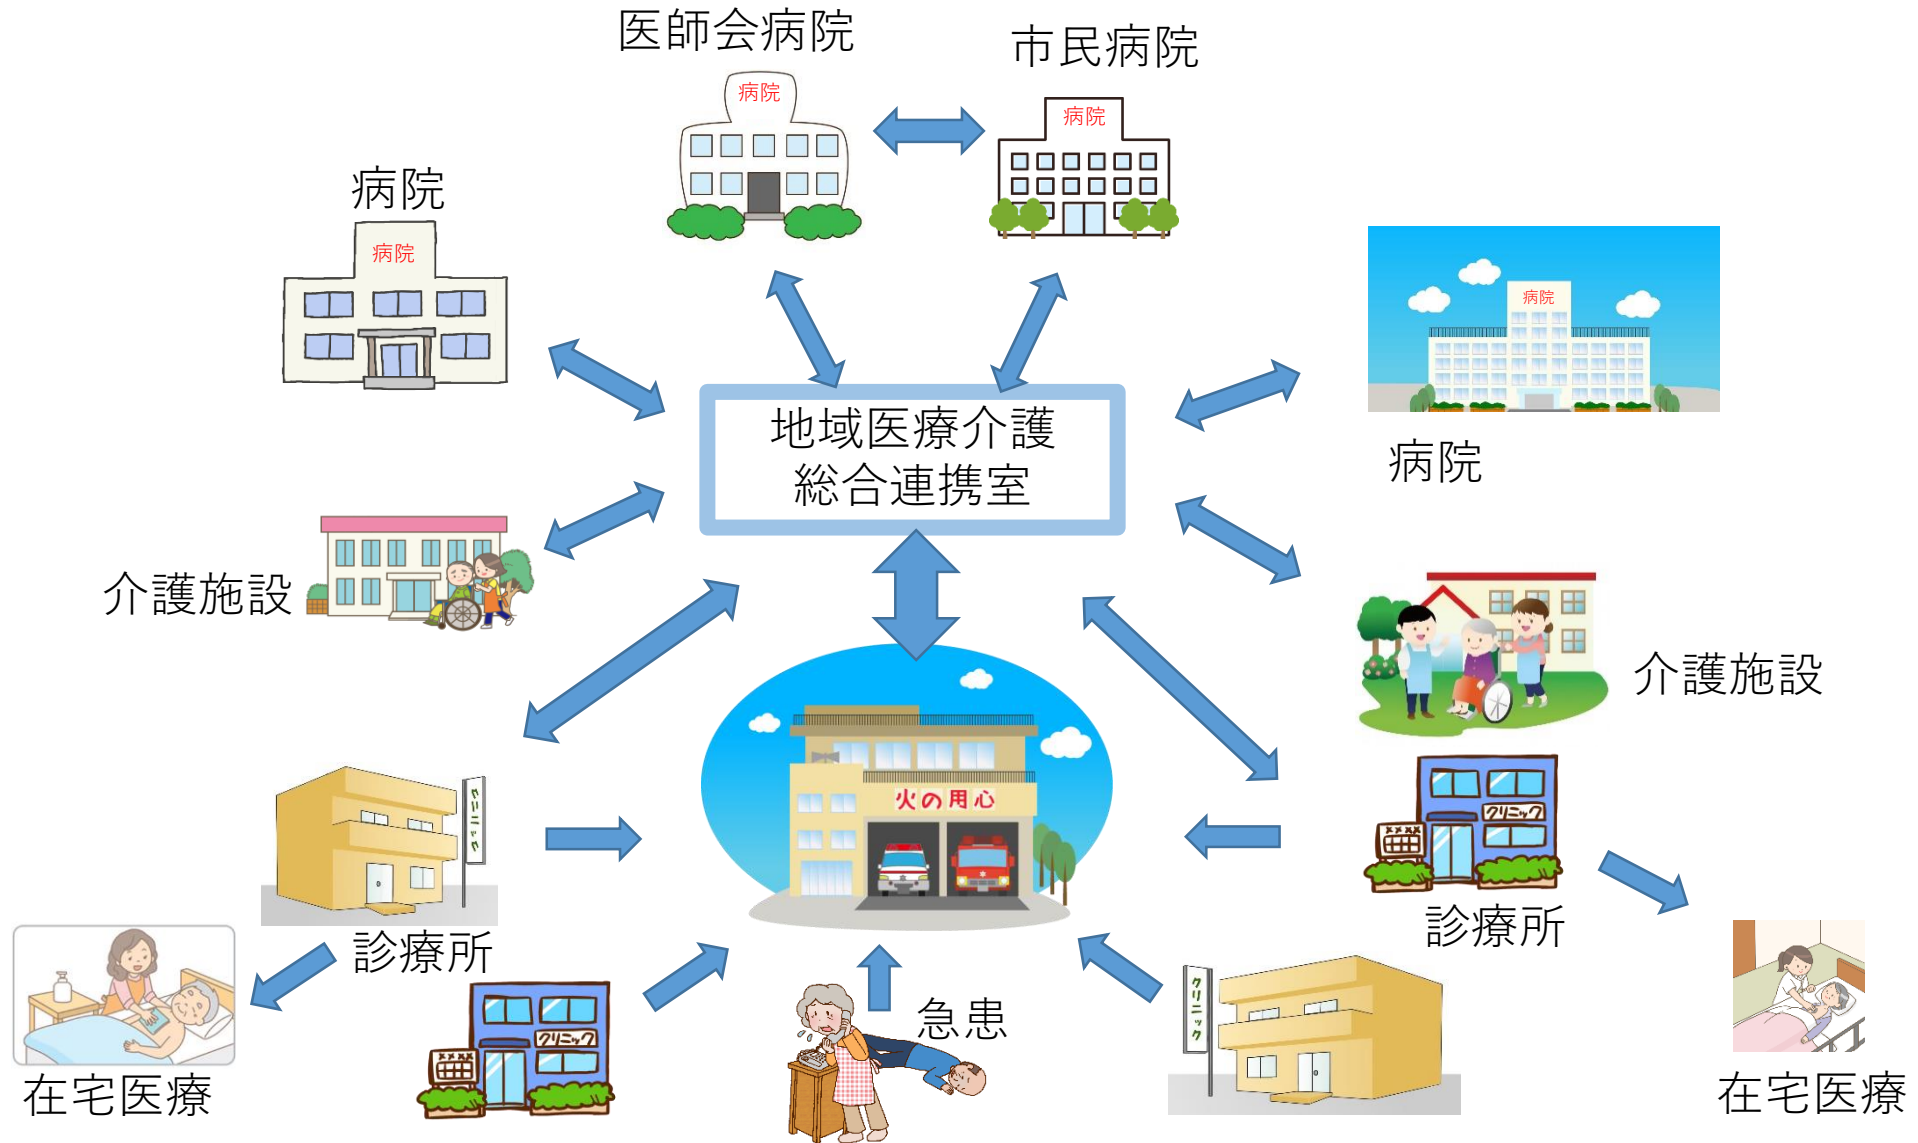 医師会病院
市民病院
病院
病院
病院
病院
病院
病院
地域医療介護
総合連携室
病院
介護施設
介護施設
火の用心
クリニック
クリニック
診療所
診療所
クリニック
クリニック
急患
在宅医療
在宅医療